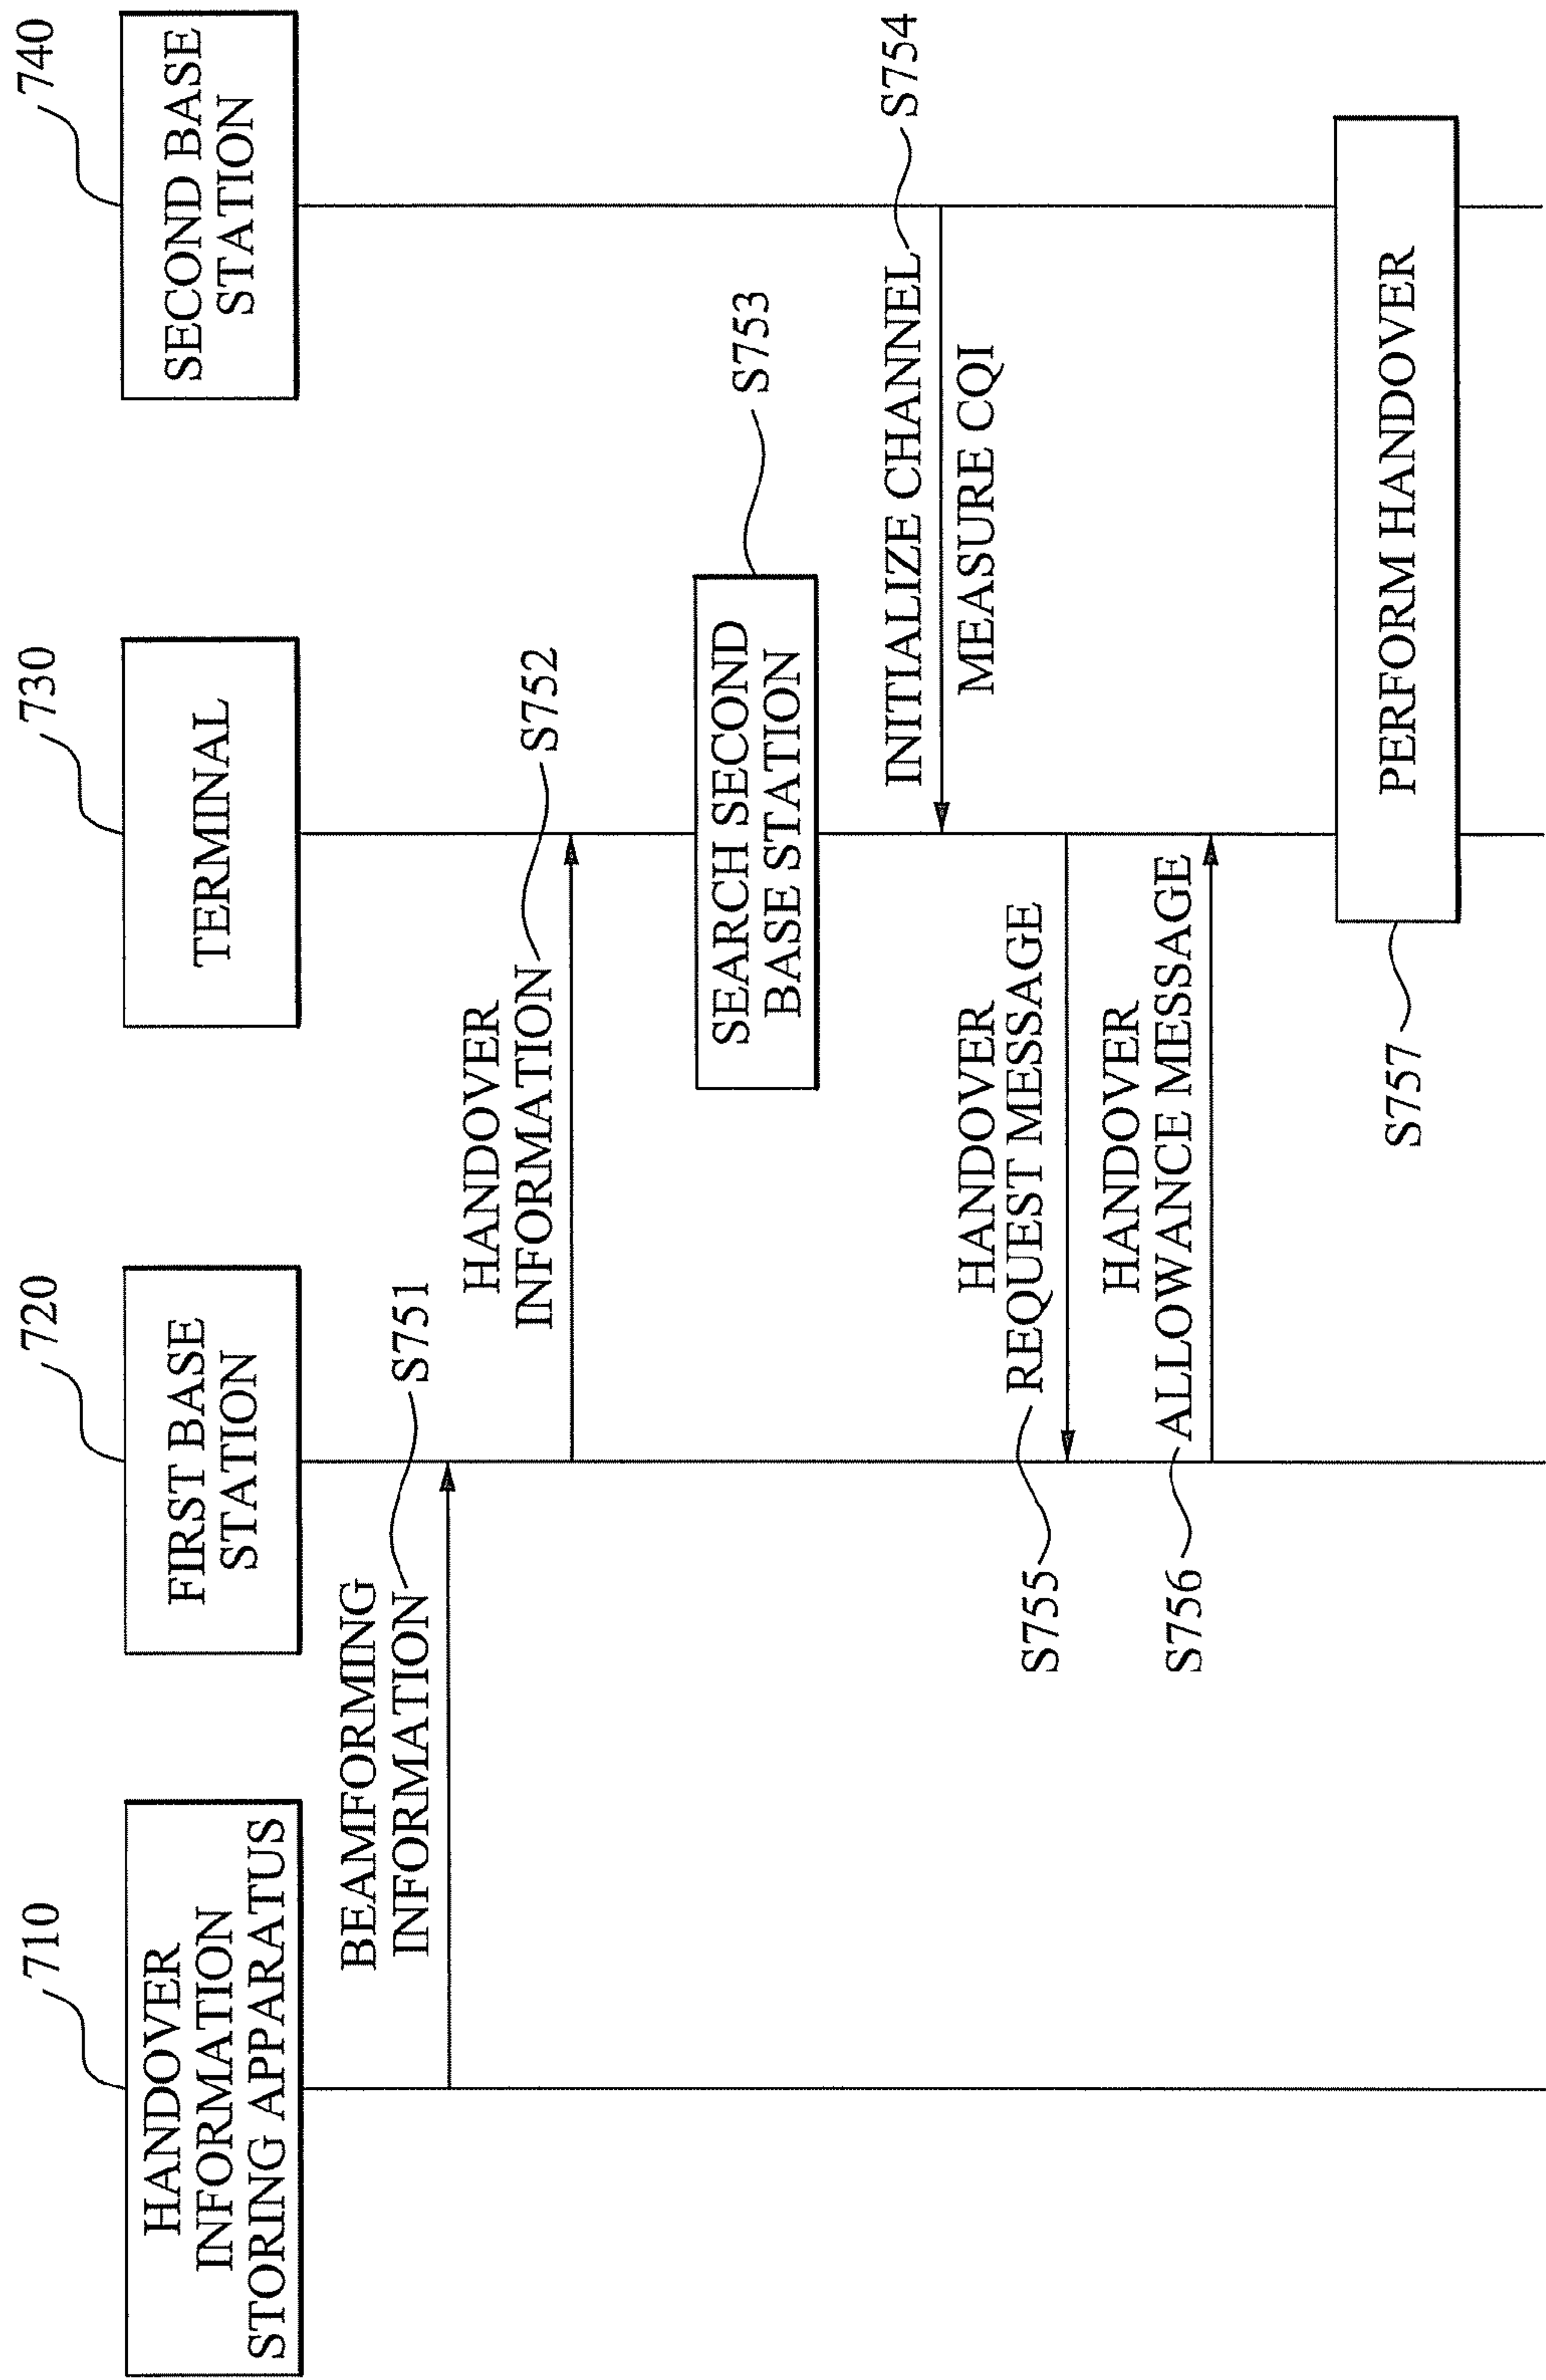 710
HANDOVER
INFORMATION
STORING APPARATUS
720
FIRST BASE
STATION
730
TERMINAL
740
SECOND BASE
STATION
BEAMFORMING
INFORMATION
S751
HANDOVER
INFORMATION
S752
SEARCH SECOND
BASE STATION
S753
INITIALIZE CHANNEL
S754
MEASURE CQI
HANDOVER
REQUEST MESSAGE
S755
HANDOVER
ALLOWANCE MESSAGE
S756
PERFORM HANDOVER
S757